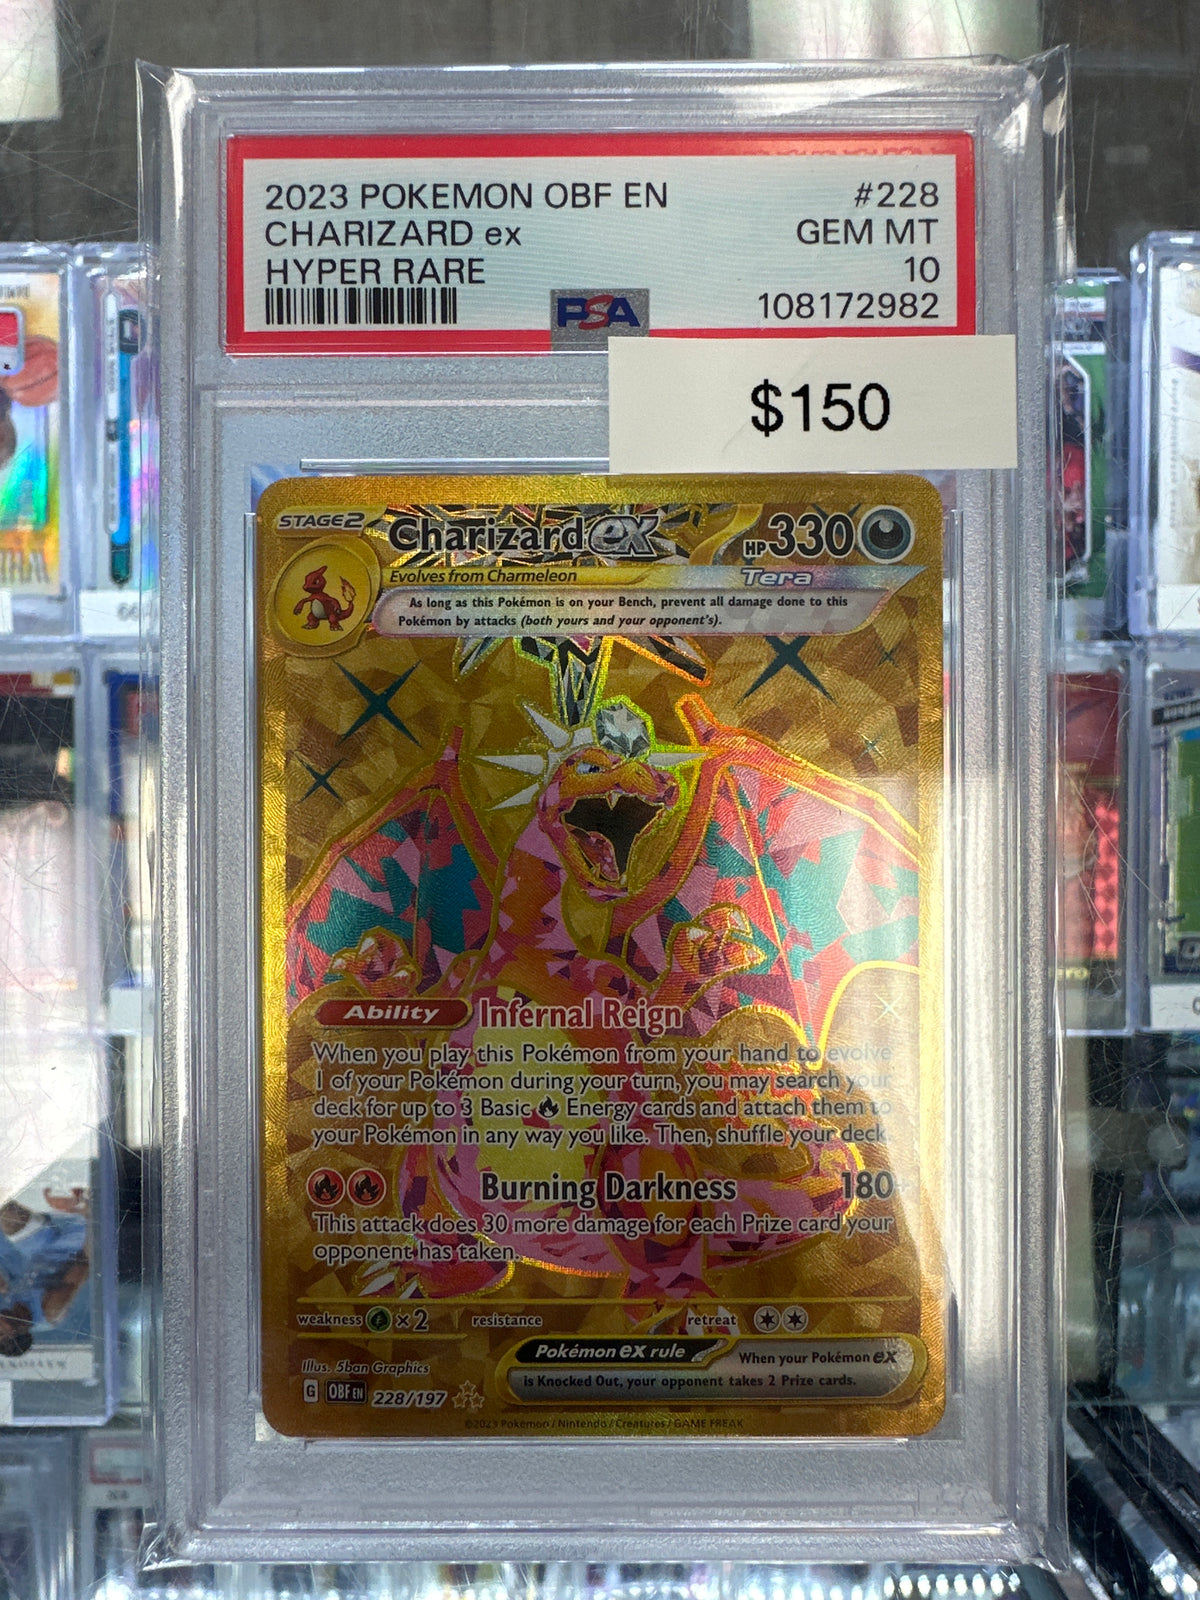 2023 POKEMON OBF EN #228
CHARIZARD ex GEM MT
HYPER RARE 10
PSA 108172982
$150
STAGE2 Charizard ex HP 330
Evolves from Charmeleon Tera
As long as this Pokémon is on your Bench, prevent all damage done to this
Pokémon by attacks (both yours and your opponent's).
Ability Infernal Reign
When you play this Pokémon from your hand to evolve
1 of your Pokémon during your turn, you may search your
deck for up to 3 Basic Energy cards and attach them to
your Pokémon in any way you like. Then, shuffle your deck.
Burning Darkness 180+
This attack does 30 more damage for each Prize card your
opponent has taken.
weakness ×2 resistance retreat
Pokémon ex rule When your Pokémon ex
is Knocked Out, your opponent takes 2 Prize cards.
Illus. 5ban Graphics
G OBF EN 228/197
©2023 Pokémon / Nintendo / Creatures / GAME FREAK